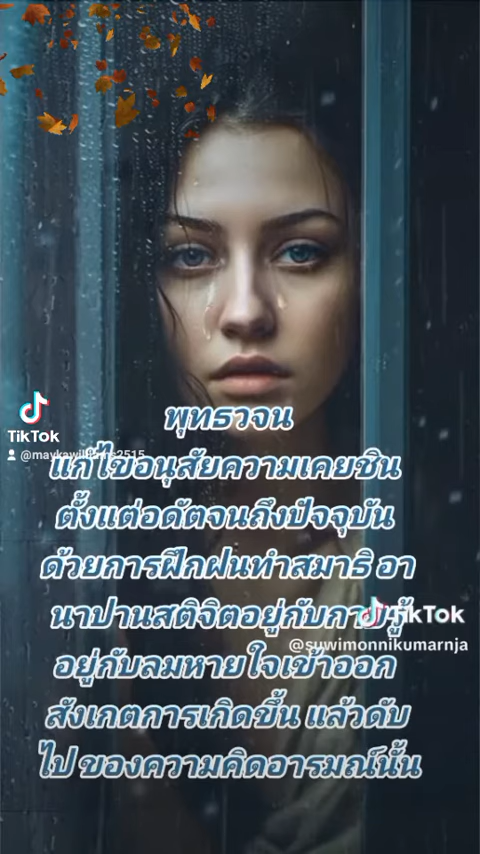 พุทธวจน
TikTok
@maykawilliams2515
แก้ไขอนุสัยความเคยชิน
ตั้งแต่อดัตจนถึงปัจจุบัน
ด้วยการฝึกฝนทำสมาธิ อา
นาปานสติจิตอยู่กับกายรู้
TikTok
@suwimonnikumarnja
อยู่กับลมหายใจเข้าออก
สังเกตการเกิดขึ้น แล้วดับ
ไป ของความคิดอารมณ์นั้น